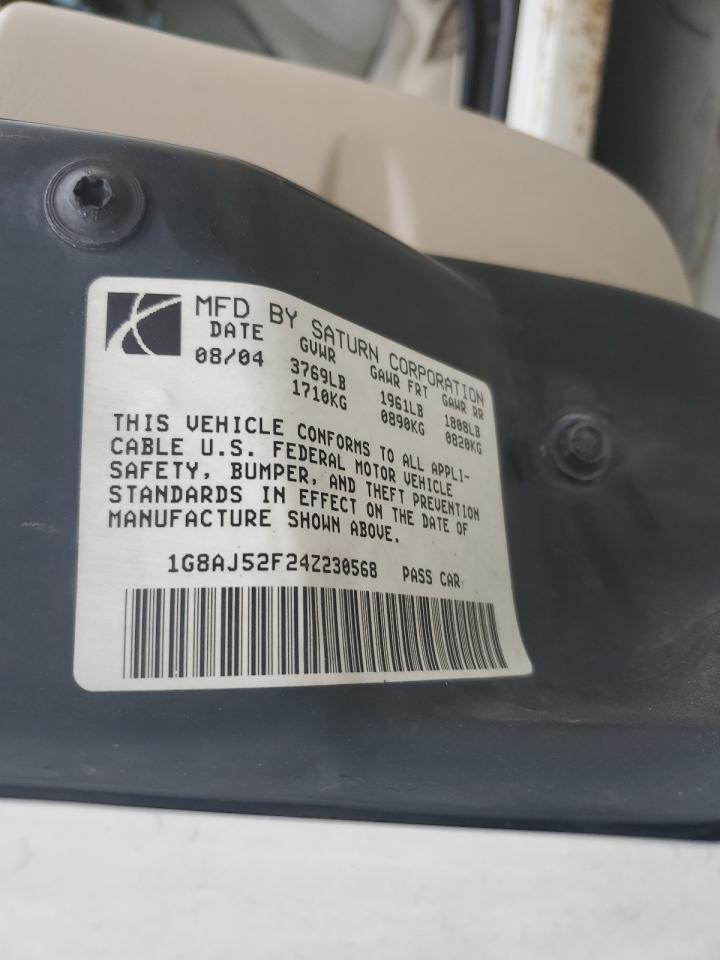 MFD BY SATURN CORPORATION
DATE GVWR GAWR FRT GAWR RR
08/04 3769LB 1961LB 1808LB
1710KG 0890KG 0820KG
THIS VEHICLE CONFORMS TO ALL APPLI-
CABLE U.S. FEDERAL MOTOR VEHICLE
SAFETY, BUMPER, AND THEFT PREVENTION
STANDARDS IN EFFECT ON THE DATE OF
MANUFACTURE SHOWN ABOVE.
1G8AJ52F24Z230568 PASS CAR